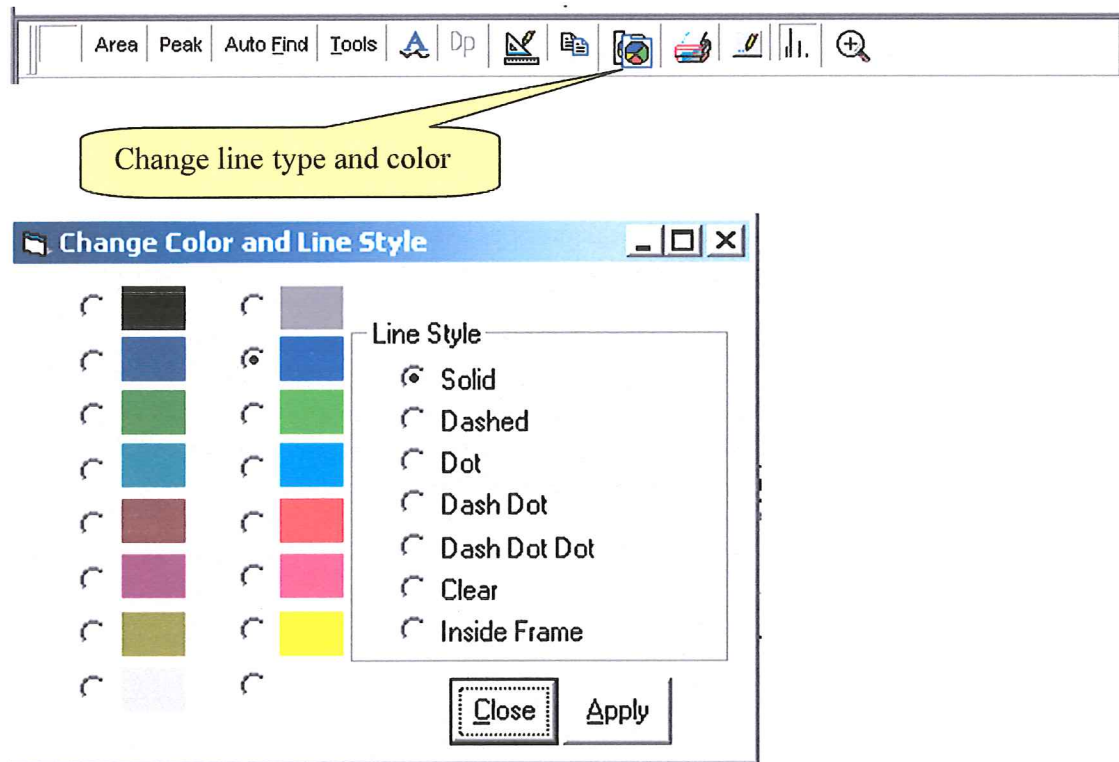 Area Peak Auto Find Tools A Dp
Change line type and color
Change Color and Line Style
Line Style
Solid
Dashed
Dot
Dash Dot
Dash Dot Dot
Clear
Inside Frame
Close Apply